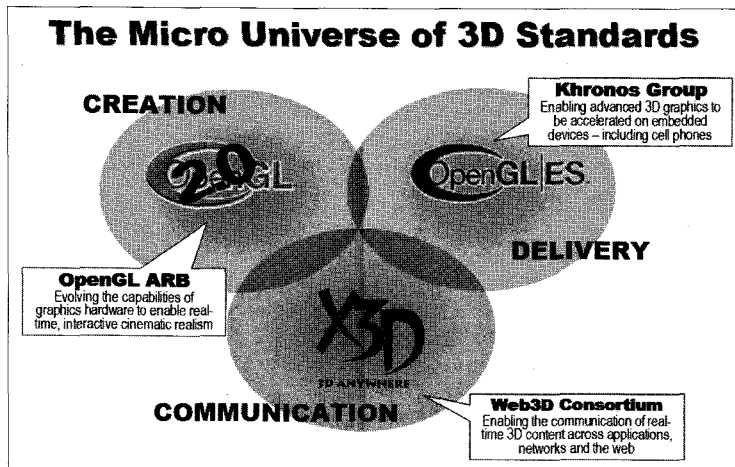 The Micro Universe of 3D Standards
CREATION
Khronos Group
Enabling advanced 3D graphics to
be accelerated on embedded
devices – including cell phones
OpenGL 2.0
OpenGL|ES™
DELIVERY
OpenGL ARB
Evolving the capabilities of
graphics hardware to enable real-
time, interactive cinematic realism
X3D
3D ANYWHERE
COMMUNICATION
Web3D Consortium
Enabling the communication of real-
time 3D content across applications,
networks and the web